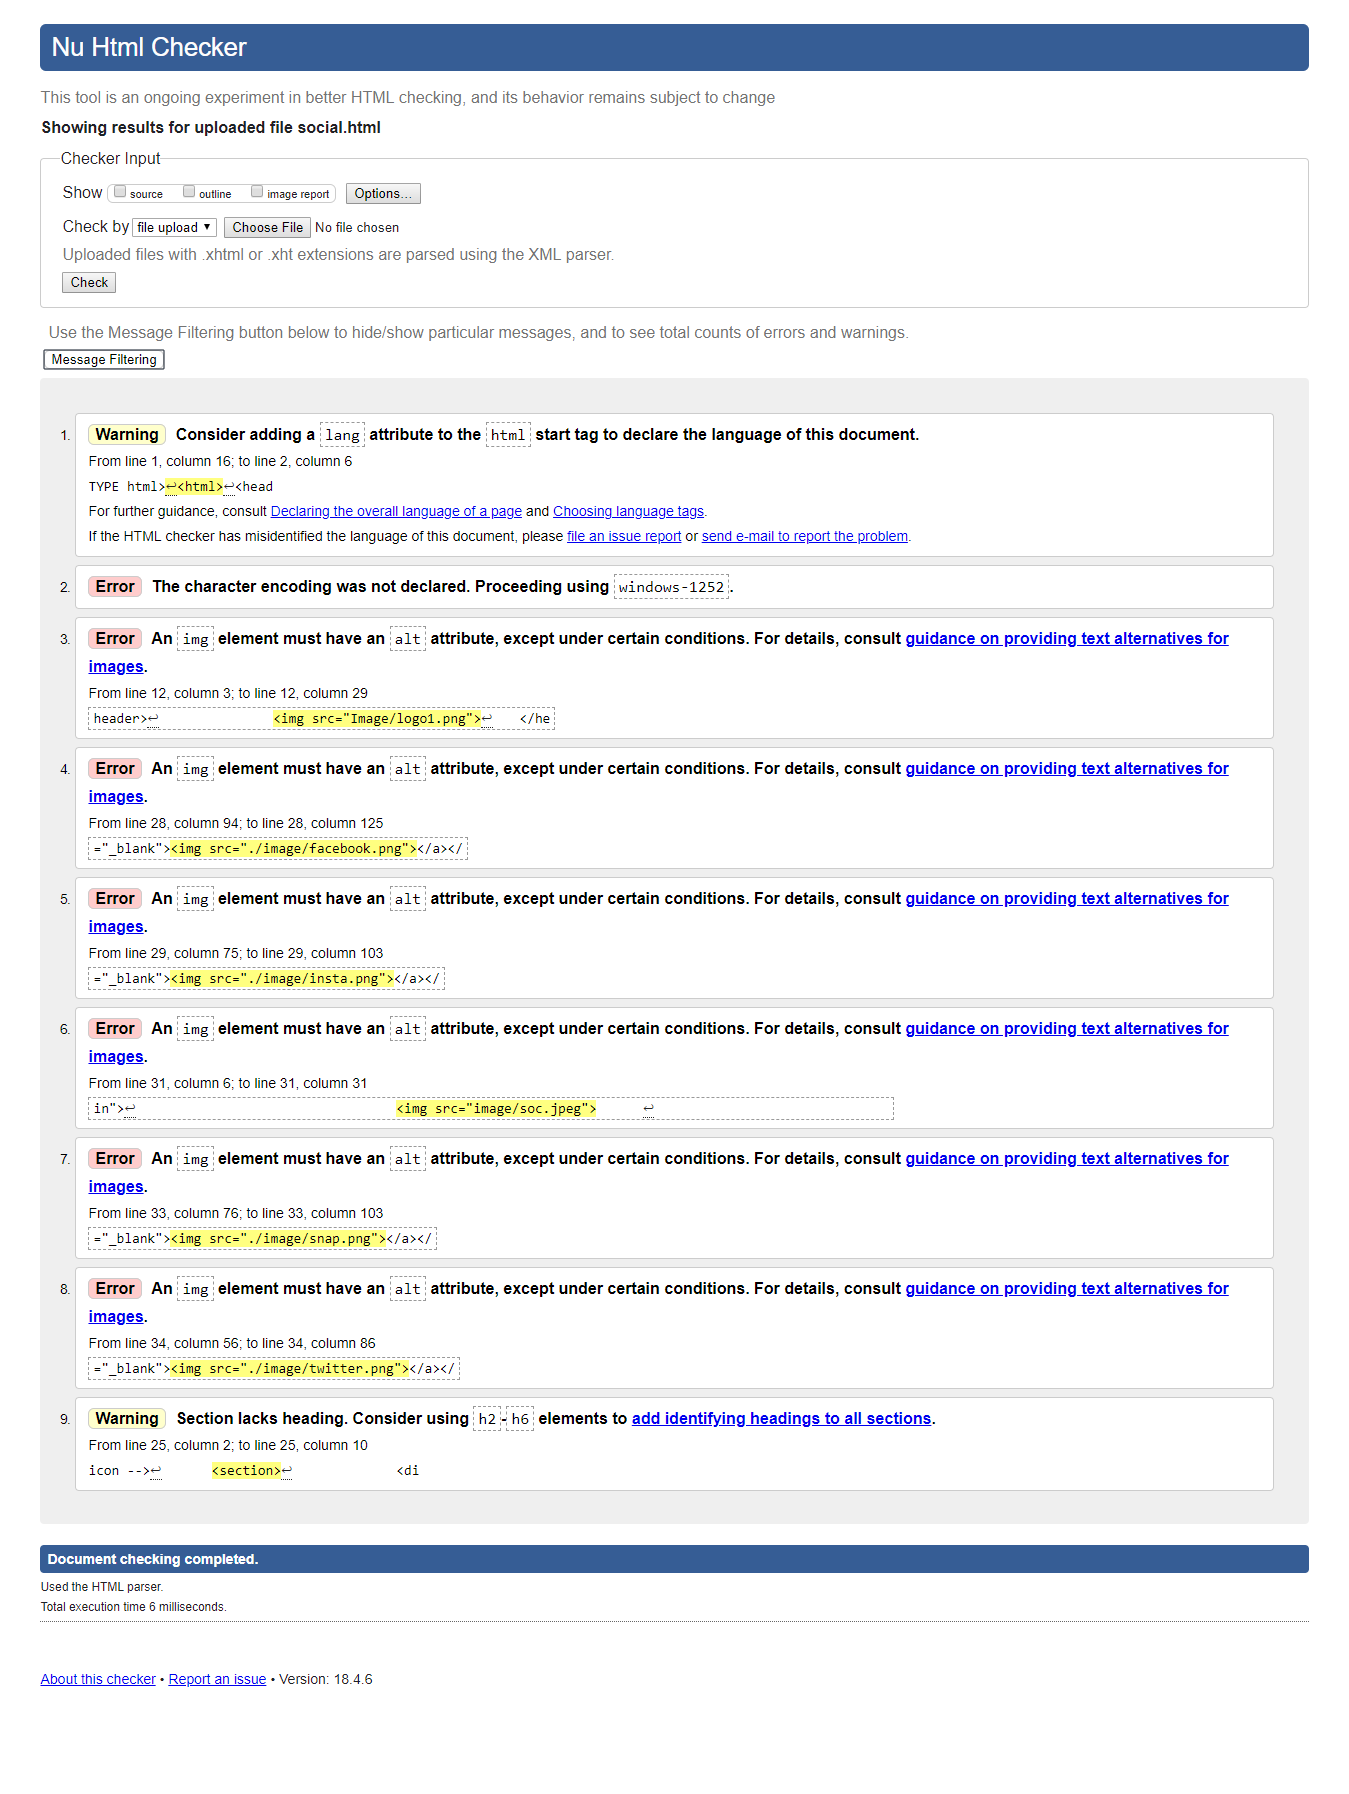 Nu Html Checker
This tool is an ongoing experiment in better HTML checking, and its behavior remains subject to change
Showing results for uploaded file social.html
Checker Input
Show source outline image report Options...
Check by file upload ▼ Choose File No file chosen
Uploaded files with .xhtml or .xht extensions are parsed using the XML parser.
Check
Use the Message Filtering button below to hide/show particular messages, and to see total counts of errors and warnings.
Message Filtering
1. Warning Consider adding a lang attribute to the html start tag to declare the language of this document.
From line 1, column 16; to line 2, column 6
TYPE html>↩<html>↩<head
For further guidance, consult Declaring the overall language of a page and Choosing language tags.
If the HTML checker has misidentified the language of this document, please file an issue report or send e-mail to report the problem.
2. Error The character encoding was not declared. Proceeding using windows-1252.
3. Error An img element must have an alt attribute, except under certain conditions. For details, consult guidance on providing text alternatives for
images.
From line 12, column 3; to line 12, column 29
header>↩ <img src="Image/logo1.png">↩ </he
4. Error An img element must have an alt attribute, except under certain conditions. For details, consult guidance on providing text alternatives for
images.
From line 28, column 94; to line 28, column 125
="_blank"><img src="./image/facebook.png"></a></
5. Error An img element must have an alt attribute, except under certain conditions. For details, consult guidance on providing text alternatives for
images.
From line 29, column 75; to line 29, column 103
="_blank"><img src="./image/insta.png"></a></
6. Error An img element must have an alt attribute, except under certain conditions. For details, consult guidance on providing text alternatives for
images.
From line 31, column 6; to line 31, column 31
in">↩ <img src="image/soc.jpeg"> ↩
7. Error An img element must have an alt attribute, except under certain conditions. For details, consult guidance on providing text alternatives for
images.
From line 33, column 76; to line 33, column 103
="_blank"><img src="./image/snap.png"></a></
8. Error An img element must have an alt attribute, except under certain conditions. For details, consult guidance on providing text alternatives for
images.
From line 34, column 56; to line 34, column 86
="_blank"><img src="./image/twitter.png"></a></
9. Warning Section lacks heading. Consider using h2-h6 elements to add identifying headings to all sections.
From line 25, column 2; to line 25, column 10
icon -->↩ <section>↩ <di
Document checking completed.
Used the HTML parser.
Total execution time 6 milliseconds.
About this checker • Report an issue • Version: 18.4.6